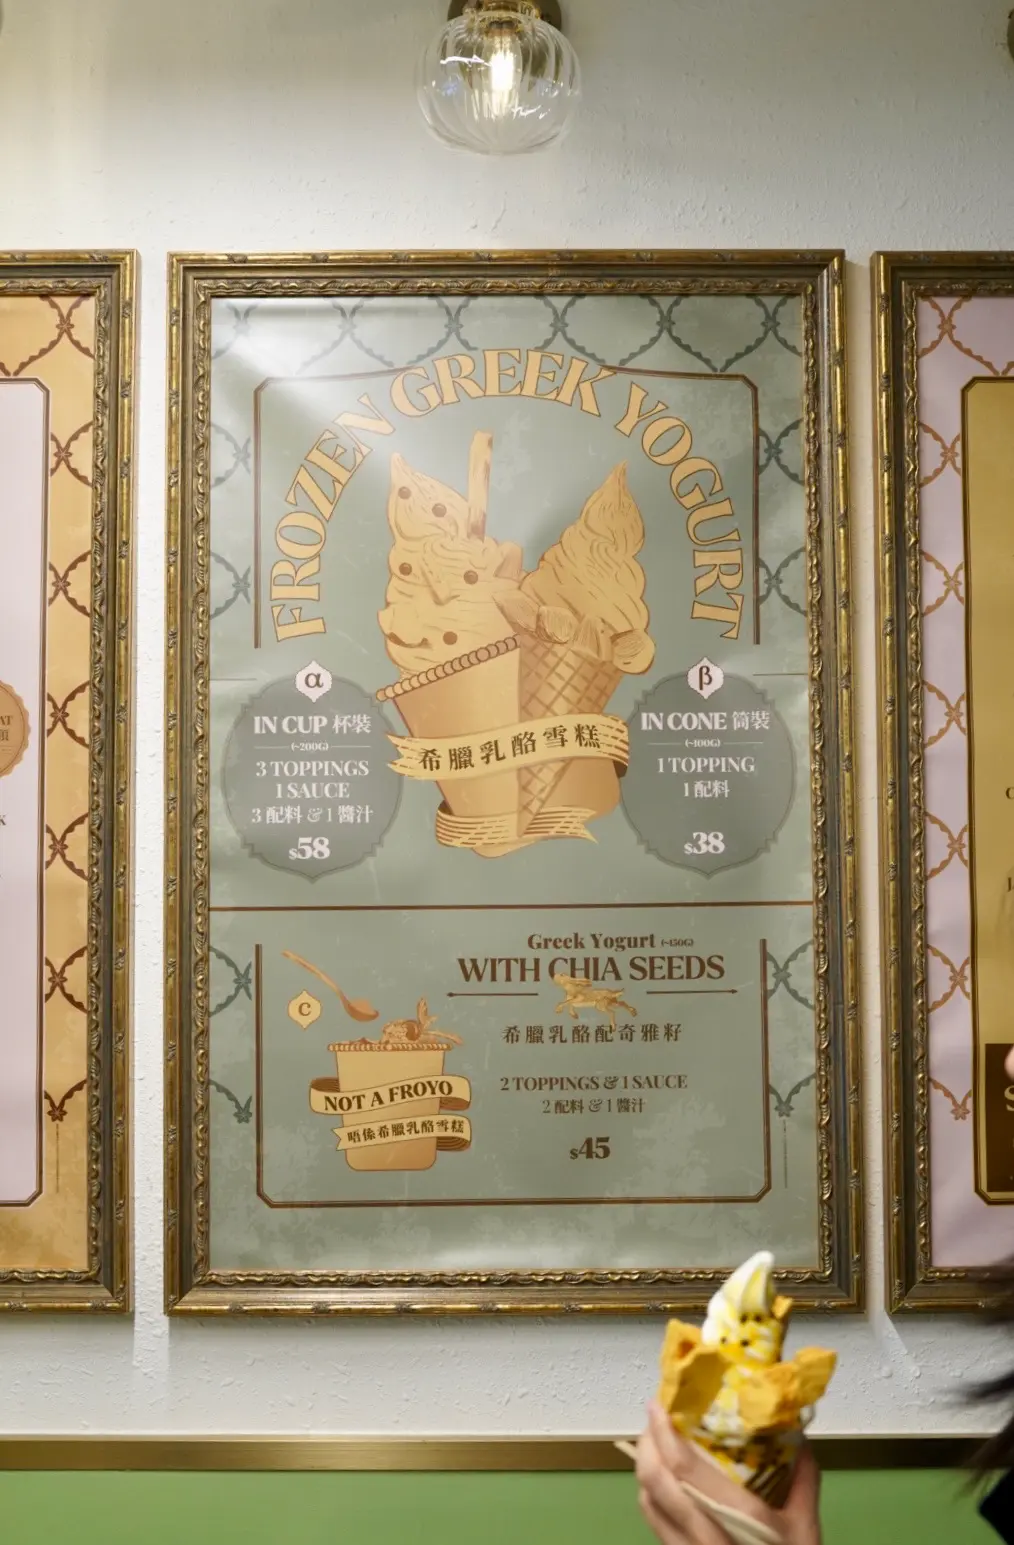 FROZEN GREEK YOGURT
希臘乳酪雪糕
α
IN CUP 杯裝
(~200G)
3 TOPPINGS
1 SAUCE
3 配料 & 1 醬汁
$58
β
IN CONE 筒裝
(~100G)
1 TOPPING
1 配料
$38
Greek Yogurt (~150G)
WITH CHIA SEEDS
希臘乳酪配奇雅籽
C
NOT A FROYO
唔係希臘乳酪雪糕
2 TOPPINGS & 1 SAUCE
2 配料 & 1 醬汁
$45